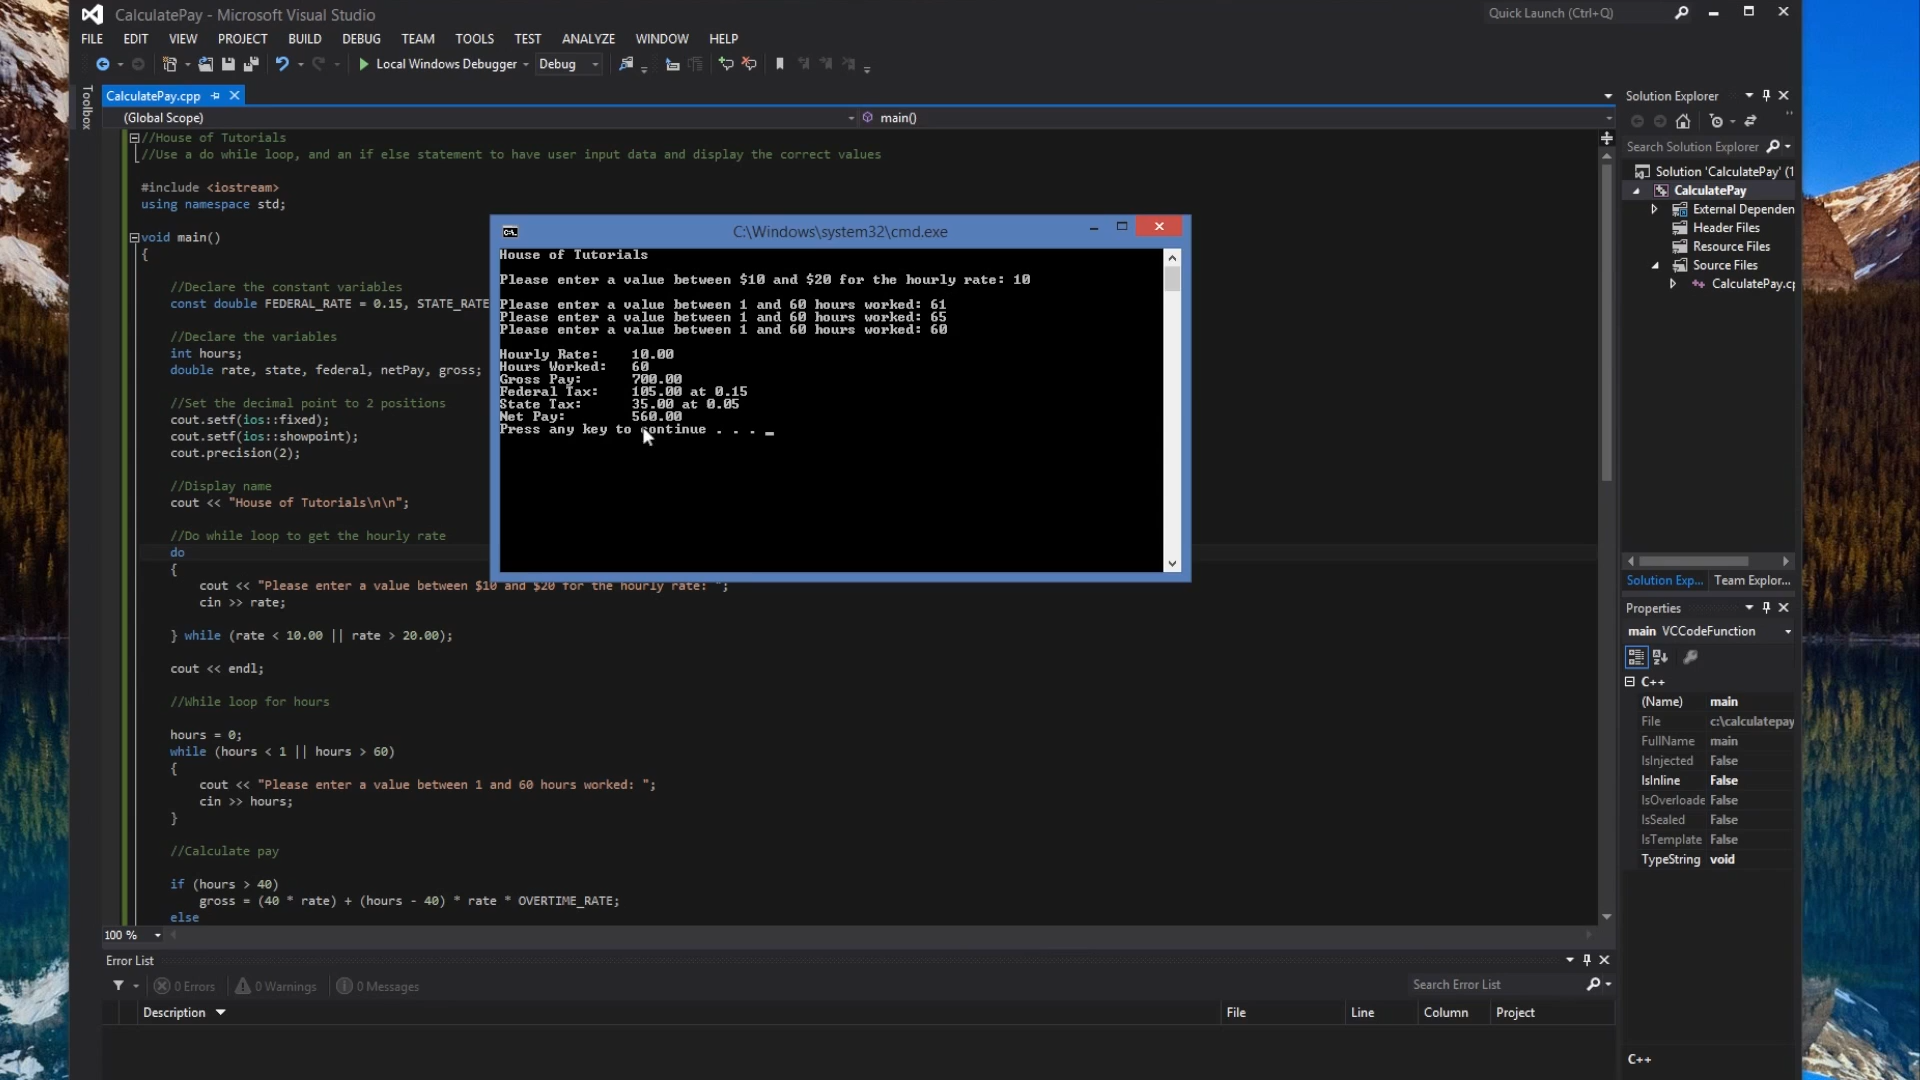 CalculatePay - Microsoft Visual Studio
Quick Launch (Ctrl+Q)
FILE EDIT VIEW PROJECT BUILD DEBUG TEAM TOOLS TEST ANALYZE WINDOW HELP
Local Windows Debugger Debug
Toolbox
CalculatePay.cpp
(Global Scope) main()
//House of Tutorials
//Use a do while loop, and an if else statement to have user input data and display the correct values
#include <iostream>
using namespace std;
void main()
{
//Declare the constant variables
const double FEDERAL_RATE = 0.15, STATE_RATE
//Declare the variables
int hours;
double rate, state, federal, netPay, gross;
//Set the decimal point to 2 positions
cout.setf(ios::fixed);
cout.setf(ios::showpoint);
cout.precision(2);
//Display name
cout << "House of Tutorials\n\n";
//Do while loop to get the hourly rate
do
{
cout << "Please enter a value between $10 and $20 for the hourly rate: ";
cin >> rate;
} while (rate < 10.00 || rate > 20.00);
cout << endl;
//While loop for hours
hours = 0;
while (hours < 1 || hours > 60)
{
cout << "Please enter a value between 1 and 60 hours worked: ";
cin >> hours;
}
//Calculate pay
if (hours > 40)
gross = (40 * rate) + (hours - 40) * rate * OVERTIME_RATE;
else
100 %
C:\Windows\system32\cmd.exe
House of Tutorials
Please enter a value between $10 and $20 for the hourly rate: 10
Please enter a value between 1 and 60 hours worked: 61
Please enter a value between 1 and 60 hours worked: 65
Please enter a value between 1 and 60 hours worked: 60
Hourly Rate: 10.00
Hours Worked: 60
Gross Pay: 700.00
Federal Tax: 105.00 at 0.15
State Tax: 35.00 at 0.05
Net Pay: 560.00
Press any key to continue . . . _
Solution Explorer
Search Solution Explorer
Solution 'CalculatePay' (1
CalculatePay
External Dependen
Header Files
Resource Files
Source Files
CalculatePay.cp
Solution Exp... Team Explor...
Properties
main VCCodeFunction
C++
(Name) main
File c:\calculatepay
FullName main
IsInjected False
IsInline False
IsOverloade False
IsSealed False
IsTemplate False
TypeString void
C++
Error List
0 Errors 0 Warnings 0 Messages
Search Error List
Description File Line Column Project